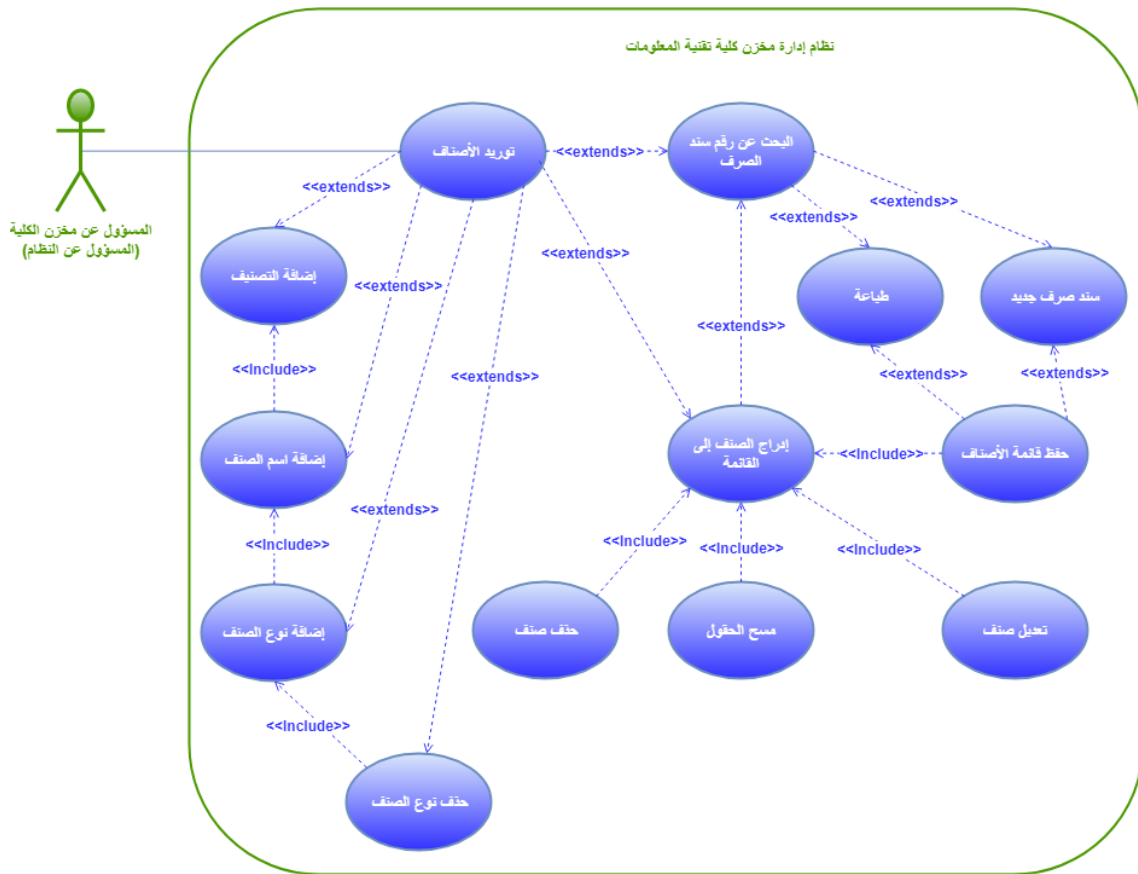 نظام إدارة مخزن كلية تقنية المعلومات
المسؤول عن مخزن الكلية
(المسؤول عن النظام)
توريد الأصناف
<<extends>>
البحث عن رقم سند
الصرف
<<extends>>
<<extends>>
<<extends>>
إضافة التصنيف
<<extends>>
<<extends>>
طباعة
سند صرف جديد
<<extends>>
<<Include>>
<<extends>>
<<extends>>
<<extends>>
إضافة اسم الصنف
إدراج الصنف إلى
القائمة
<<Include>>
حفظ قائمة الأصناف
<<extends>>
<<Include>>
<<Include>>
<<Include>>
<<Include>>
إضافة نوع الصنف
حذف صنف
مسح الحقول
تعديل صنف
<<Include>>
حذف نوع الصنف